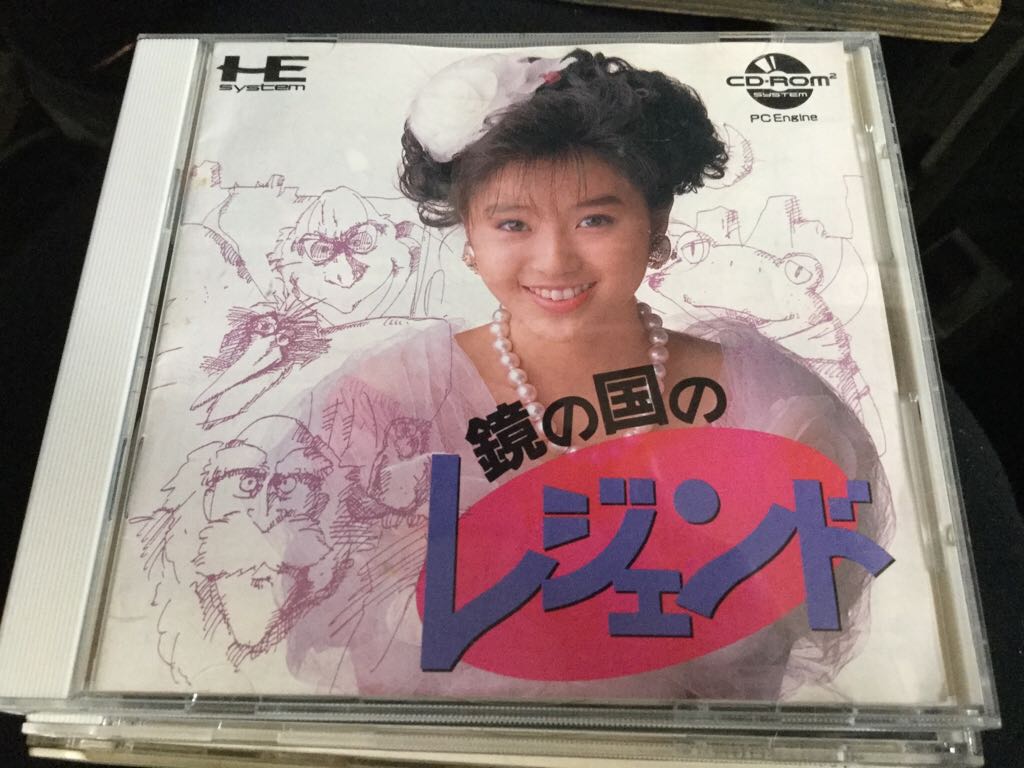 HE
system
CD-ROM²
SYSTEM
PC Engine
鏡の国の
レジェンド